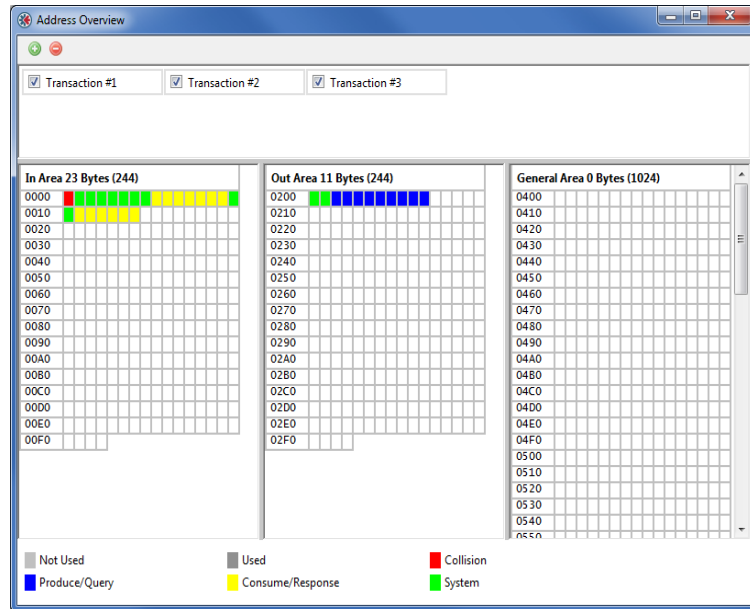 Address Overview
Transaction #1 Transaction #2 Transaction #3
In Area 23 Bytes (244)
0000
0010
0020
0030
0040
0050
0060
0070
0080
0090
00A0
00B0
00C0
00D0
00E0
00F0
Out Area 11 Bytes (244)
0200
0210
0220
0230
0240
0250
0260
0270
0280
0290
02A0
02B0
02C0
02D0
02E0
02F0
General Area 0 Bytes (1024)
0400
0410
0420
0430
0440
0450
0460
0470
0480
0490
04A0
04B0
04C0
04D0
04E0
04F0
0500
0510
0520
0530
0540
0550
Not Used Used Collision
Produce/Query Consume/Response System